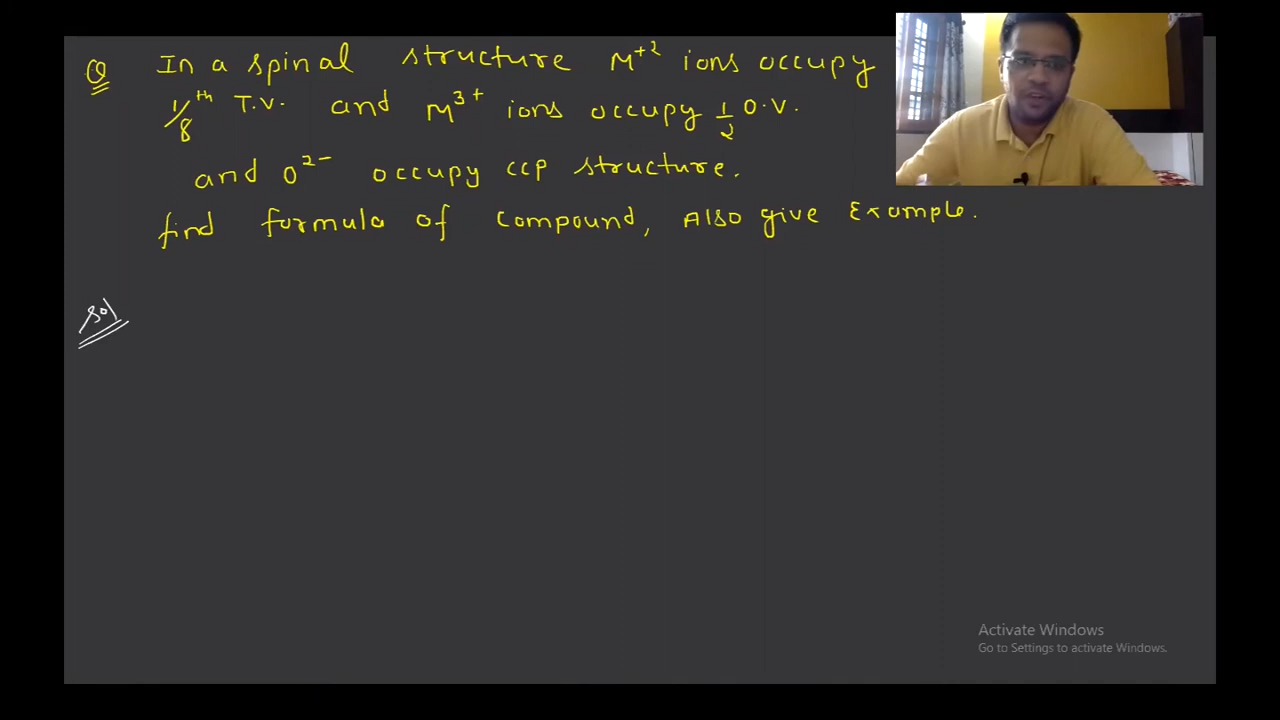 Q In a spinal structure M+2 ions occupy
1/8th T.V. and M3+ ions occupy 1/2 O.V.
and O2- occupy CCP structure.
find formula of compound, Also give Example.
Sol
Activate Windows
Go to Settings to activate Windows.